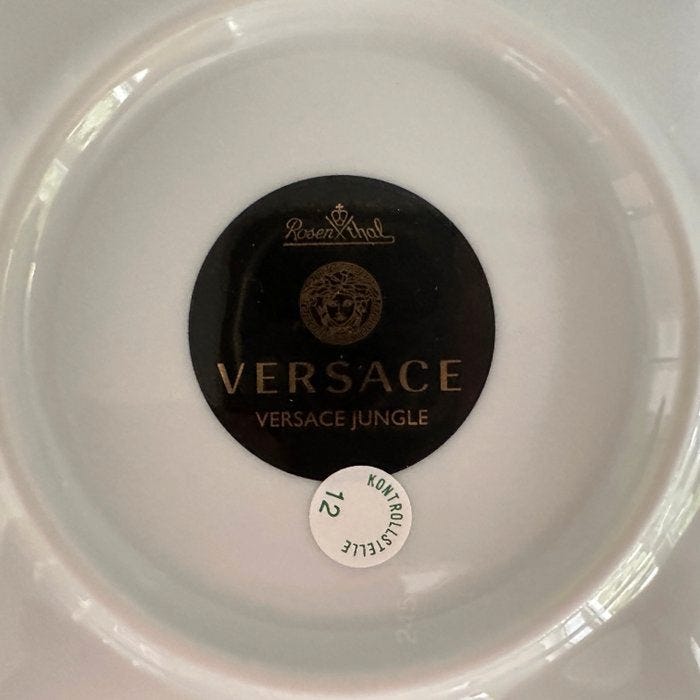 Rosenthal
VERSACE
VERSACE JUNGLE
KONTROLLSTELLE
12